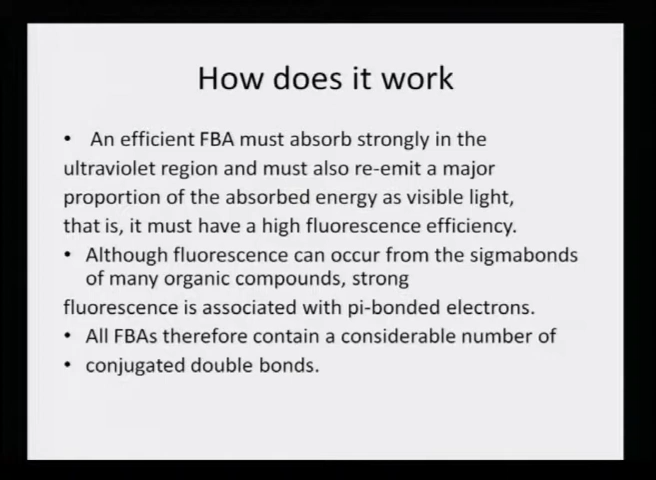 How does it work
• An efficient FBA must absorb strongly in the
ultraviolet region and must also re-emit a major
proportion of the absorbed energy as visible light,
that is, it must have a high fluorescence efficiency.
• Although fluorescence can occur from the sigmabonds
of many organic compounds, strong
fluorescence is associated with pi-bonded electrons.
• All FBAs therefore contain a considerable number of
• conjugated double bonds.